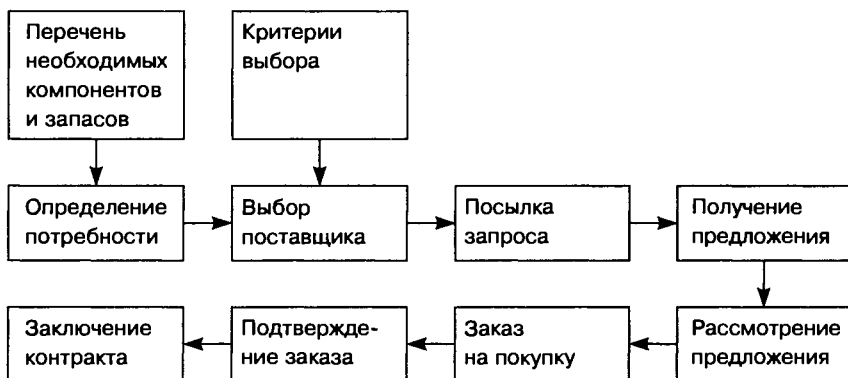 Перечень
необходимых
компонентов
и запасов
Критерии
выбора
Определение
потребности
Выбор
поставщика
Посылка
запроса
Получение
предложения
Заключение
контракта
Подтвержде-
ние заказа
Заказ
на покупку
Рассмотрение
предложения